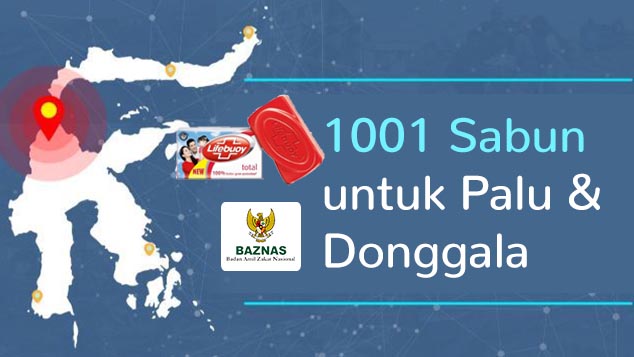 1001 Sabun
untuk Palu &
Donggala
Lifebuoy
total
NEW
BAZNAS
Badan Amil Zakat Nasional